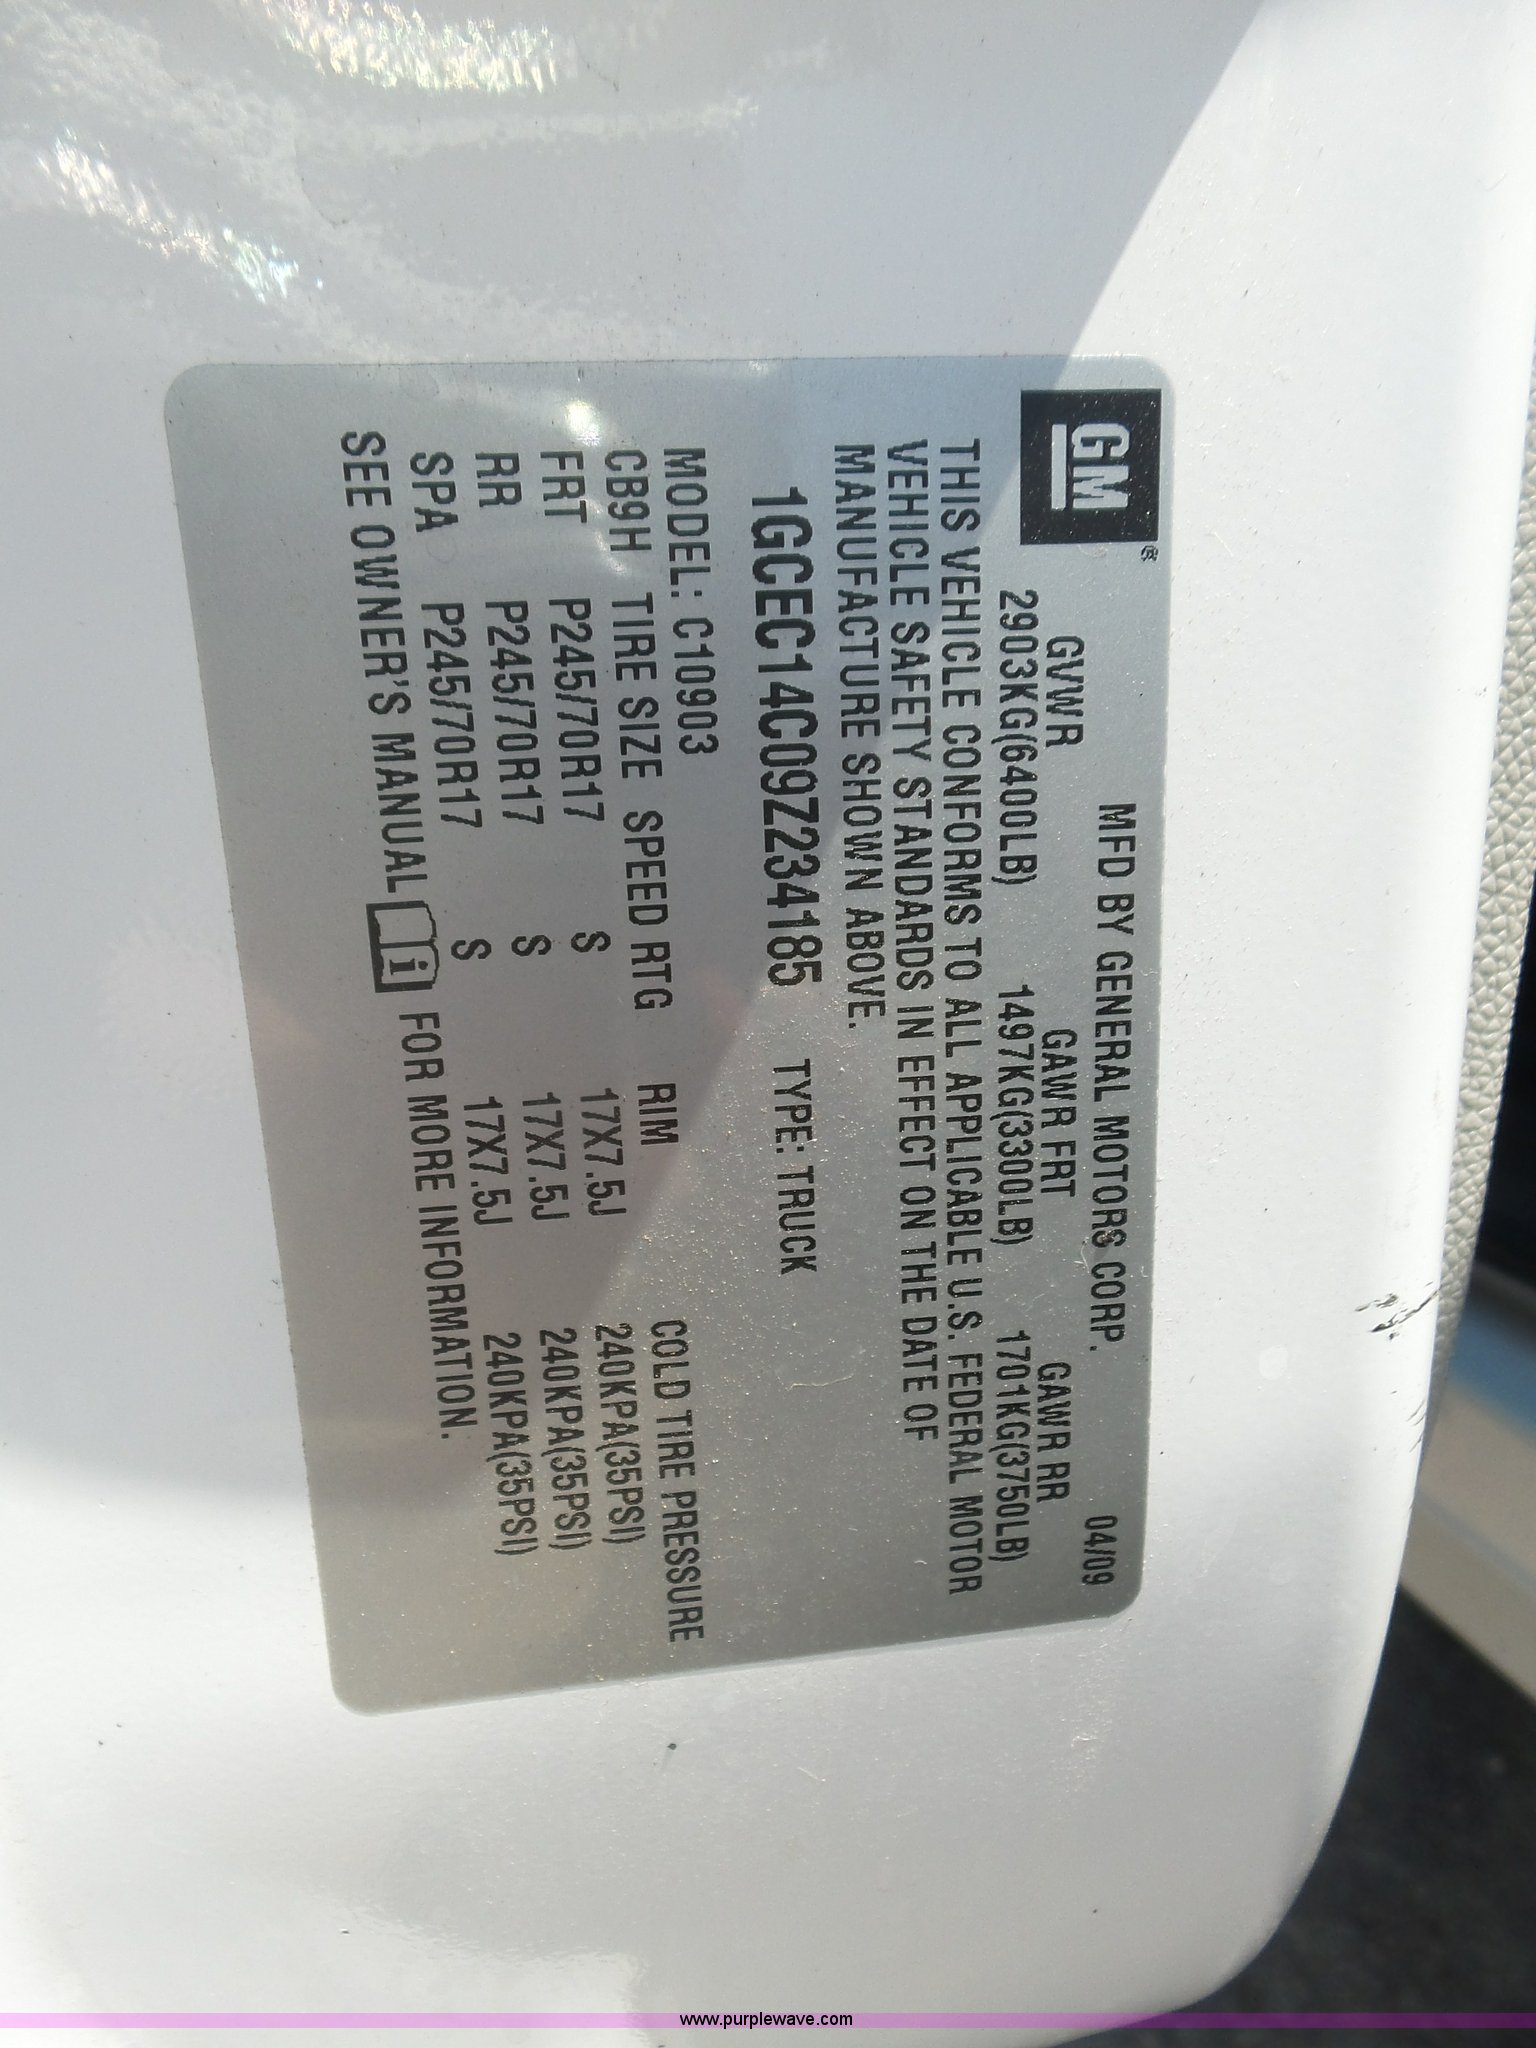 GM®
MFD BY GENERAL MOTORS CORP. 04/09
GVWR GAWR FRT GAWR RR
2903KG(6400LB) 1497KG(3300LB) 1701KG(3750LB)
THIS VEHICLE CONFORMS TO ALL APPLICABLE U.S. FEDERAL MOTOR
VEHICLE SAFETY STANDARDS IN EFFECT ON THE DATE OF
MANUFACTURE SHOWN ABOVE.
1GCEC14C09Z234185 TYPE: TRUCK
MODEL: C10903
CB9H TIRE SIZE SPEED RTG RIM COLD TIRE PRESSURE
FRT P245/70R17 S 17X7.5J 240KPA(35PSI)
RR P245/70R17 S 17X7.5J 240KPA(35PSI)
SPA P245/70R17 S 17X7.5J 240KPA(35PSI)
SEE OWNER'S MANUAL i FOR MORE INFORMATION.
www.purplewave.com